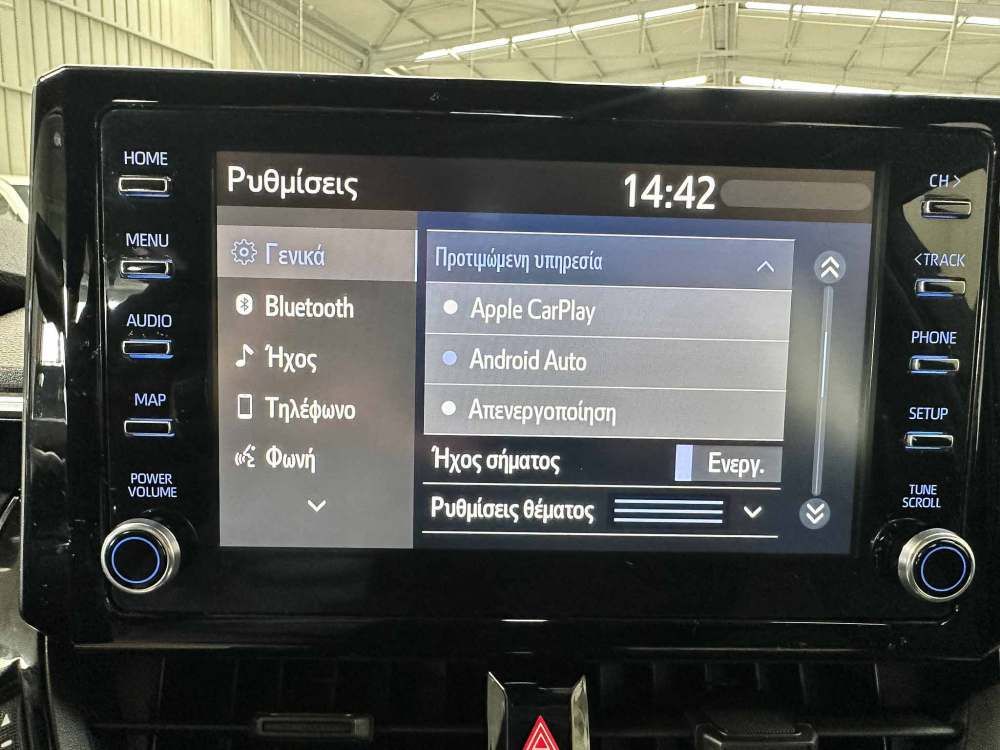 HOME
MENU
AUDIO
MAP
POWER
VOLUME
Ρυθμίσεις
14:42
Γενικά
Bluetooth
Ήχος
Τηλέφωνο
Φωνή
Προτιμώμενη υπηρεσία
Apple CarPlay
Android Auto
Απενεργοποίηση
Ήχος σήματος
Ενεργ.
Ρυθμίσεις θέματος
CH >
< TRACK
PHONE
SETUP
TUNE
SCROLL